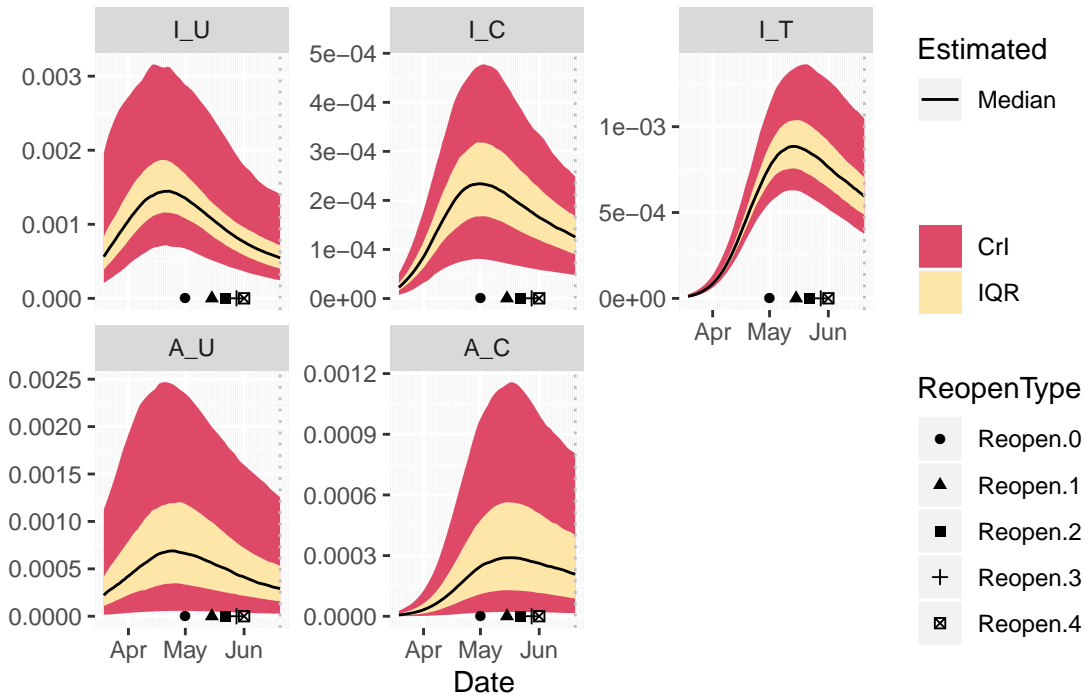 I_U
I_C
I_T
0.003
0.002
0.001
0.000
5e−04
4e−04
3e−04
2e−04
1e−04
0e+00
1e−03
5e−04
0e+00
Apr May Jun
A_U
A_C
0.0025
0.0020
0.0015
0.0010
0.0005
0.0000
Apr May Jun
0.0012
0.0009
0.0006
0.0003
0.0000
Apr May Jun
Date
Estimated
Median
CrI
IQR
ReopenType
Reopen.0
Reopen.1
Reopen.2
Reopen.3
Reopen.4